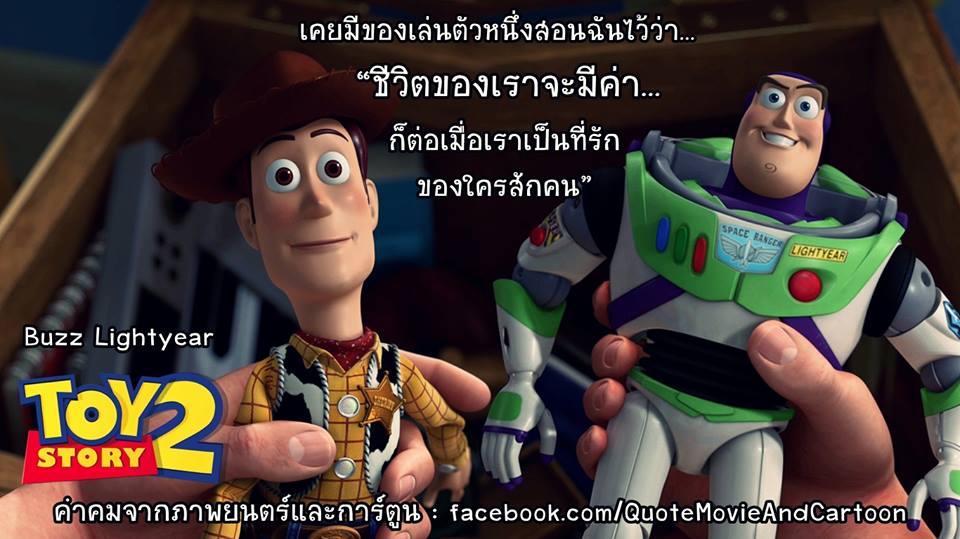 เคยมีของเล่นตัวหนึ่งสอนฉันไว้ว่า...
“ชีวิตของเราจะมีค่า...
ก็ต่อเมื่อเราเป็นที่รัก
ของใครสักคน”
SPACE RANGER
LIGHTYEAR
Buzz Lightyear
TOY 2
STORY
คำคมจากภาพยนตร์และการ์ตูน : facebook.com/QuoteMovieAndCartoon